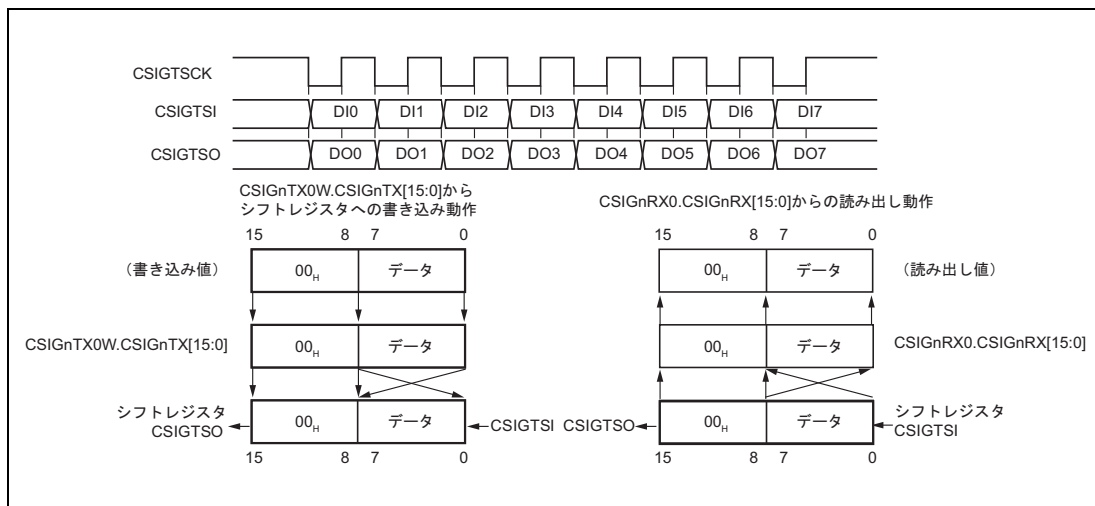 CSIGTSCK
CSIGTSI DI0 DI1 DI2 DI3 DI4 DI5 DI6 DI7
CSIGTSO DO0 DO1 DO2 DO3 DO4 DO5 DO6 DO7
CSIGnTX0W.CSIGnTX[15:0]から
シフトレジスタへの書き込み動作
15 8 7 0
（書き込み値） 00H データ
CSIGnTX0W.CSIGnTX[15:0] 00H データ
シフトレジスタ
CSIGTSO 00H データ CSIGTSI
15 8 7 0
CSIGnRX0.CSIGnRX[15:0]からの読み出し動作
15 8 7 0
00H データ （読み出し値）
00H データ CSIGnRX0.CSIGnRX[15:0]
シフトレジスタ
CSIGTSO 00H データ CSIGTSI
15 8 7 0